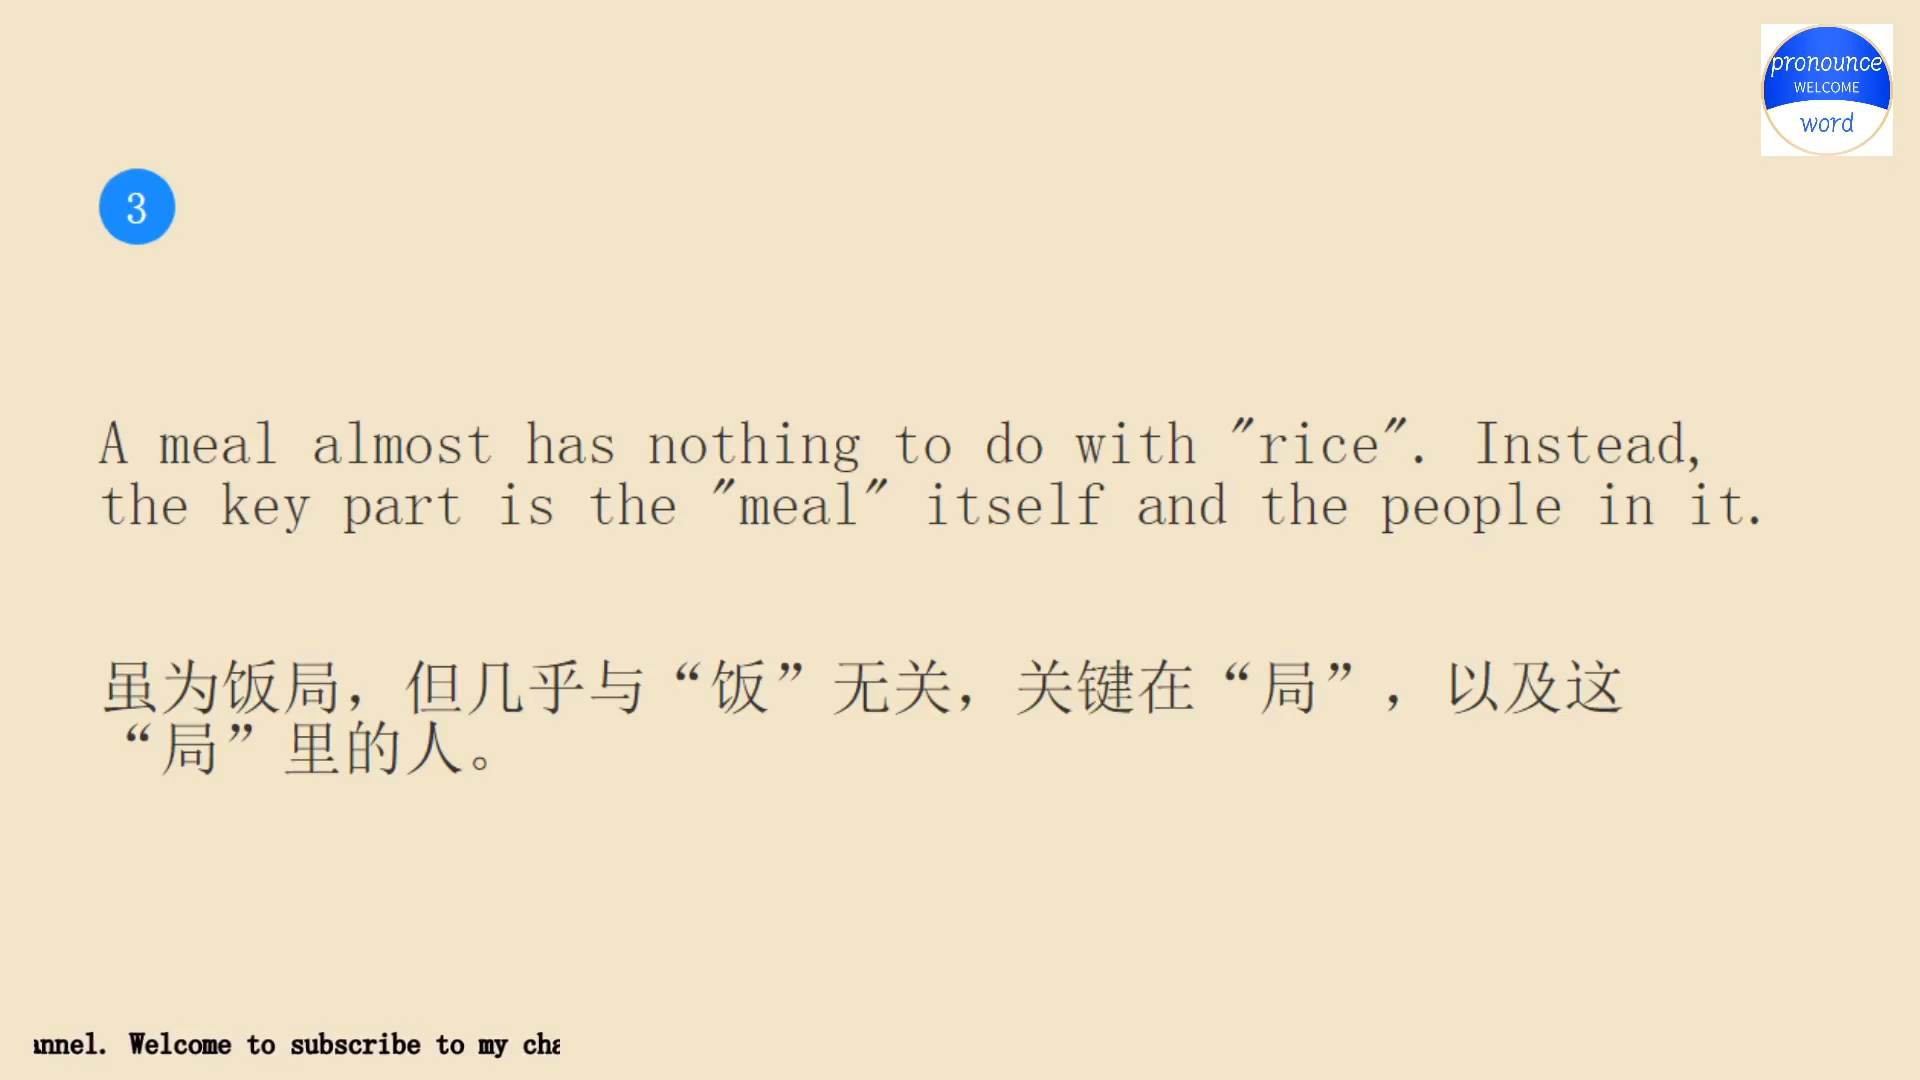 pronounce
WELCOME
word
3
A meal almost has nothing to do with "rice". Instead,
the key part is the "meal" itself and the people in it.
虽为饭局，但几乎与“饭”无关，关键在“局”，以及这
“局”里的人。
annel. Welcome to subscribe to my cha